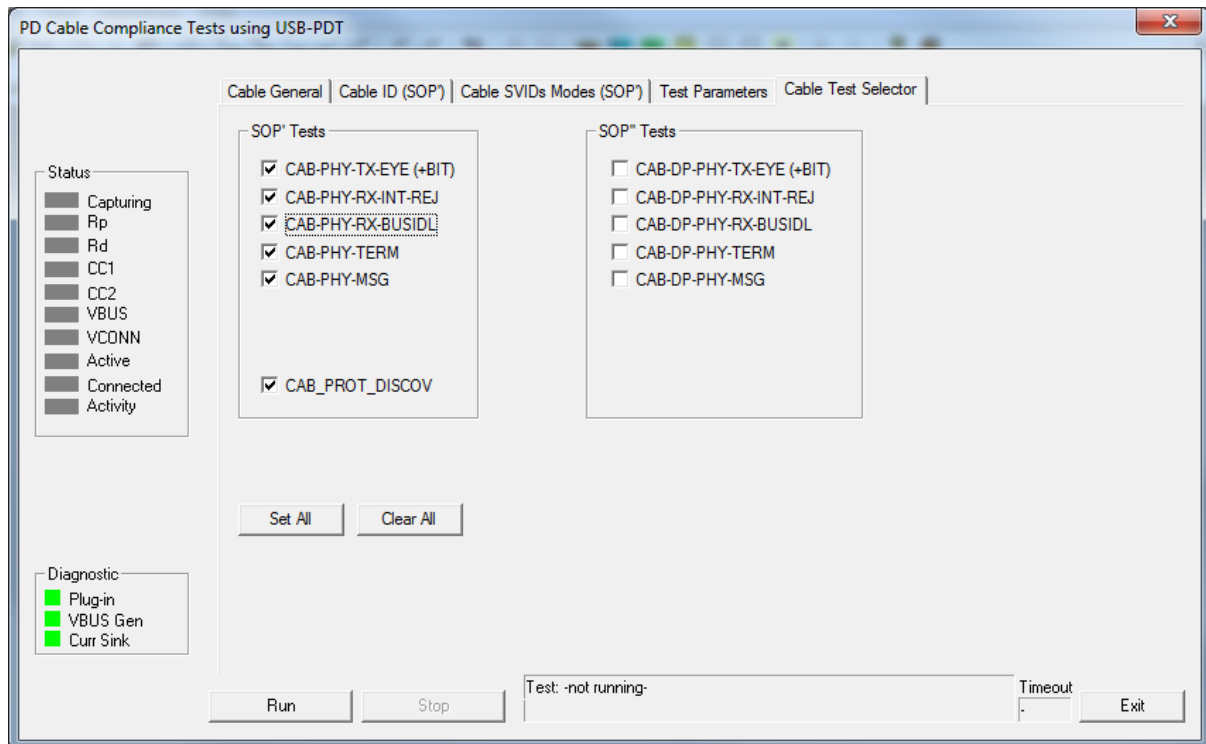 PD Cable Compliance Tests using USB-PDT
Cable General
Cable ID (SOP')
Cable SVIDs Modes (SOP')
Test Parameters
Cable Test Selector
Status
Capturing
Rp
Rd
CC1
CC2
VBUS
VCONN
Active
Connected
Activity
SOP' Tests
CAB-PHY-TX-EYE (+BIT)
CAB-PHY-RX-INT-REJ
CAB-PHY-RX-BUSIDL
CAB-PHY-TERM
CAB-PHY-MSG
CAB_PROT_DISCOV
SOP'' Tests
CAB-DP-PHY-TX-EYE (+BIT)
CAB-DP-PHY-RX-INT-REJ
CAB-DP-PHY-RX-BUSIDL
CAB-DP-PHY-TERM
CAB-DP-PHY-MSG
Set All
Clear All
Diagnostic
Plug-in
VBUS Gen
Curr Sink
Run
Stop
Test: -not running-
Timeout
-
Exit